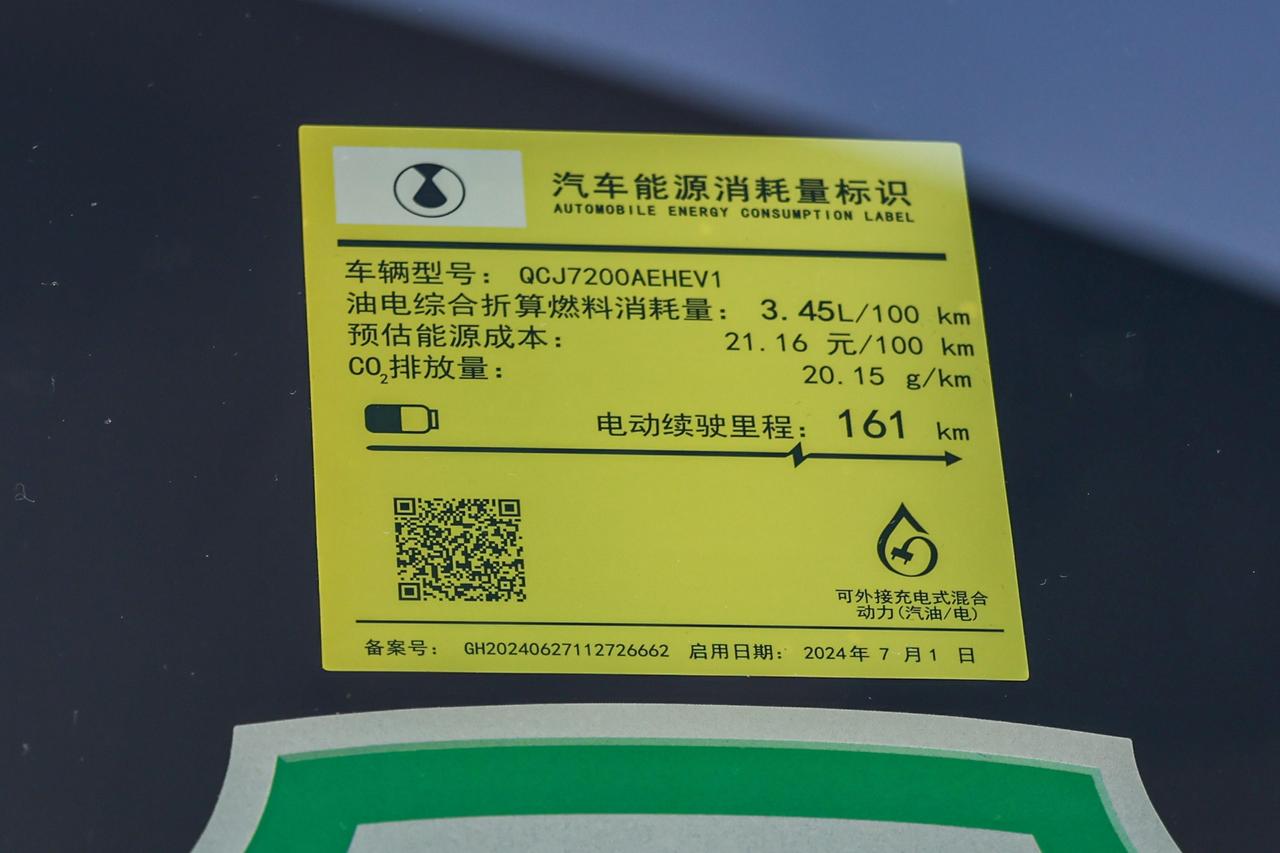 汽车能源消耗量标识
AUTOMOBILE ENERGY CONSUMPTION LABEL
车辆型号: QCJ7200AEHEV1
油电综合折算燃料消耗量: 3.45L/100 km
预估能源成本: 21.16 元/100 km
CO₂排放量: 20.15 g/km
电动续驶里程: 161 km
可外接充电式混合
动力(汽油/电)
备案号: GH20240627112726662 启用日期: 2024年 7 月1 日